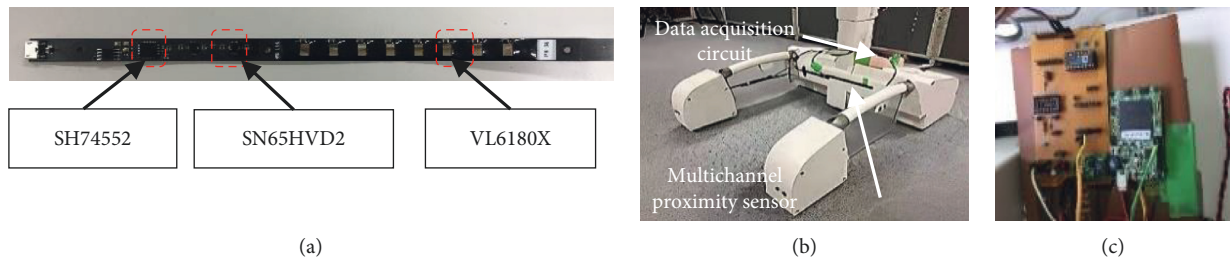 SH74552
SN65HVD2
VL6180X
(a)
Data acquisition
circuit
Multichannel
proximity sensor
(b)
(c)